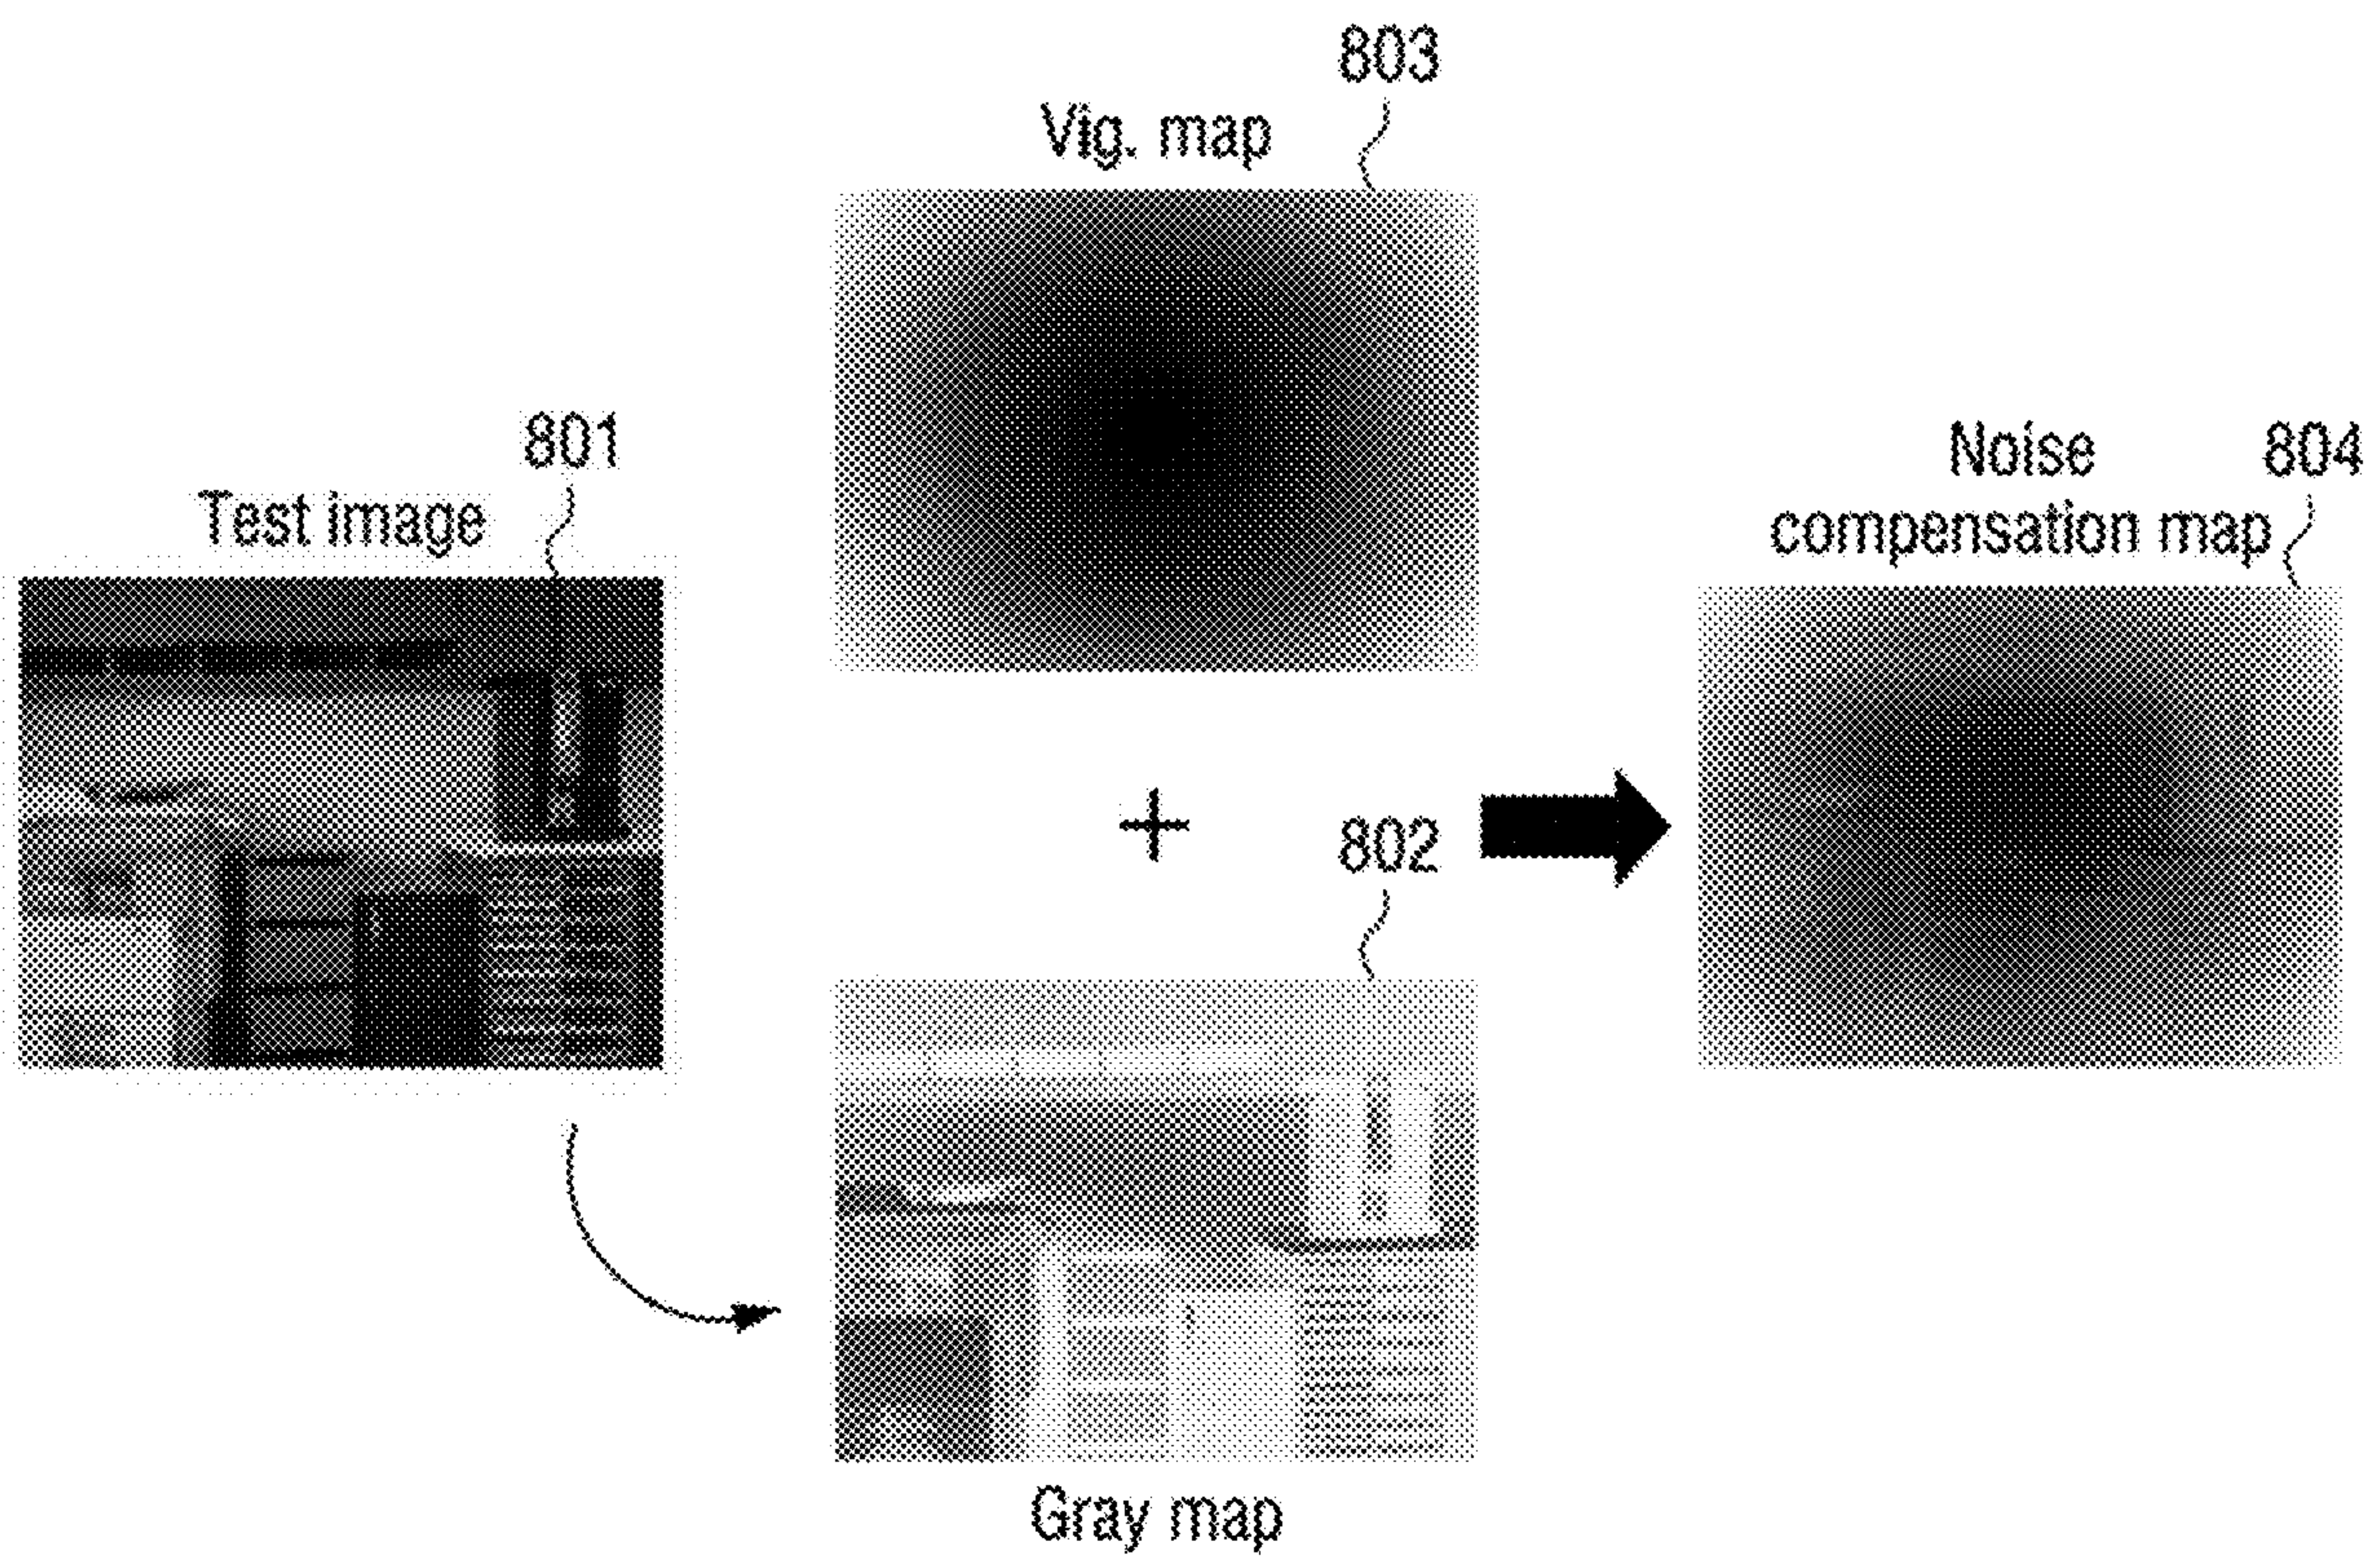 803
Vig. map
801
Test image
Noise 804
compensation map
+
802
Gray map